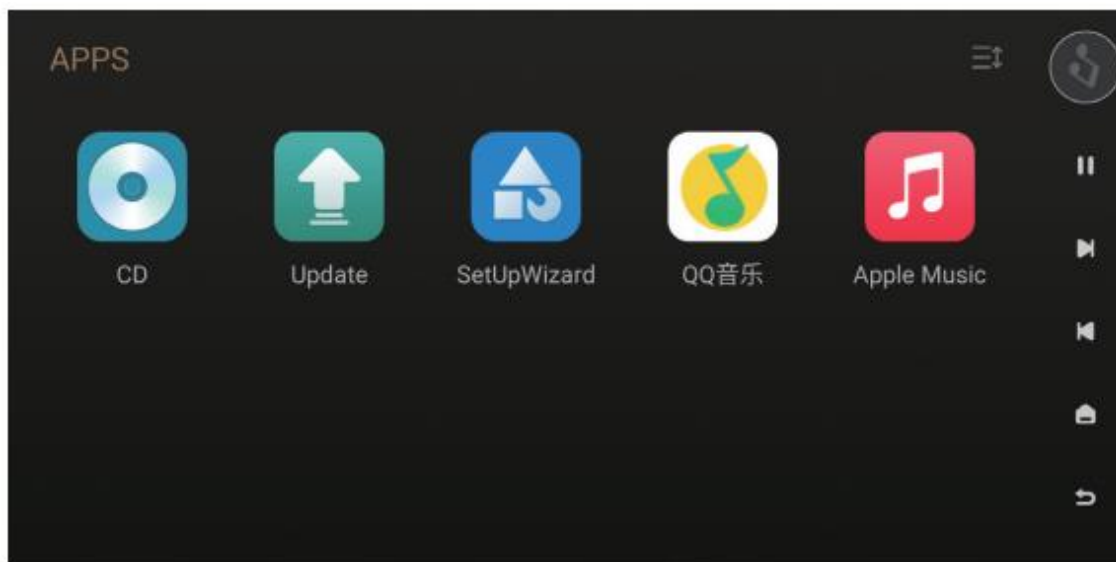 APPS
CD
Update
SetUpWizard
QQ音乐
Apple Music